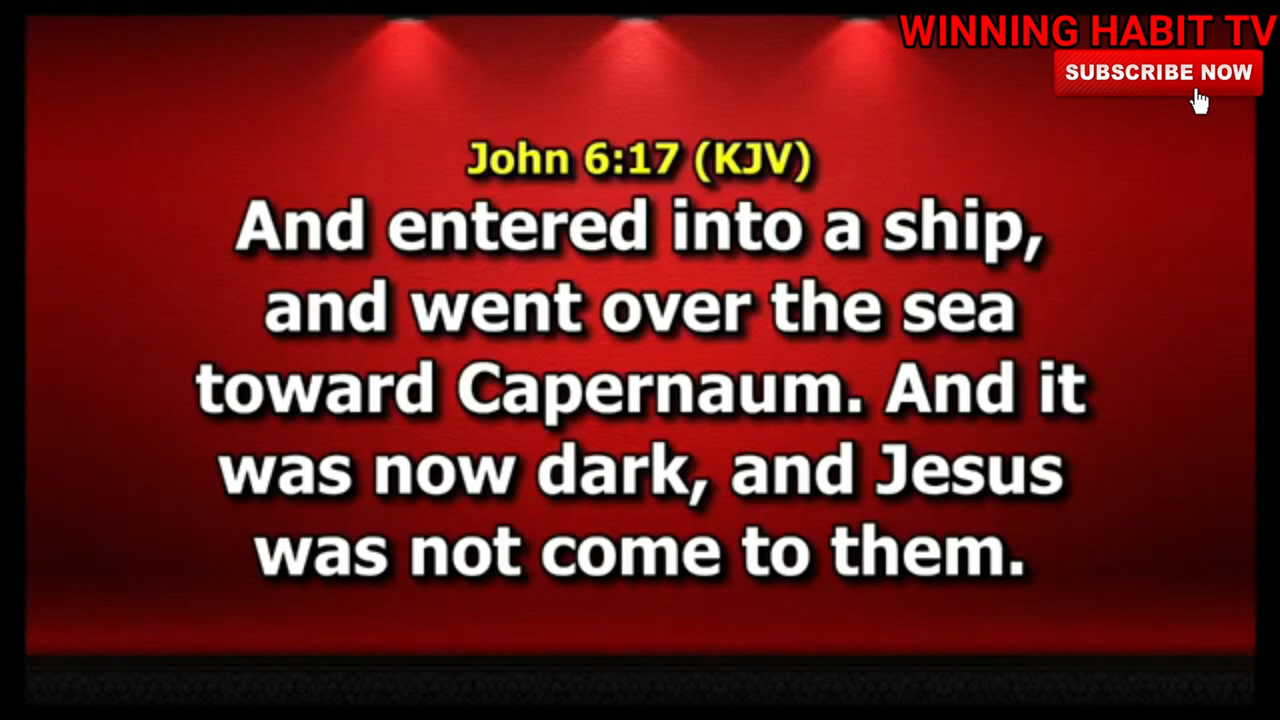 WINNING HABIT TV
SUBSCRIBE NOW
John 6:17 (KJV)
And entered into a ship,
and went over the sea
toward Capernaum. And it
was now dark, and Jesus
was not come to them.